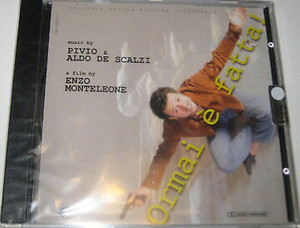 music by
PIVIO &
ALDO DE SCALZI
a film by
ENZO
MONTELEONE
Ormai è fatta!